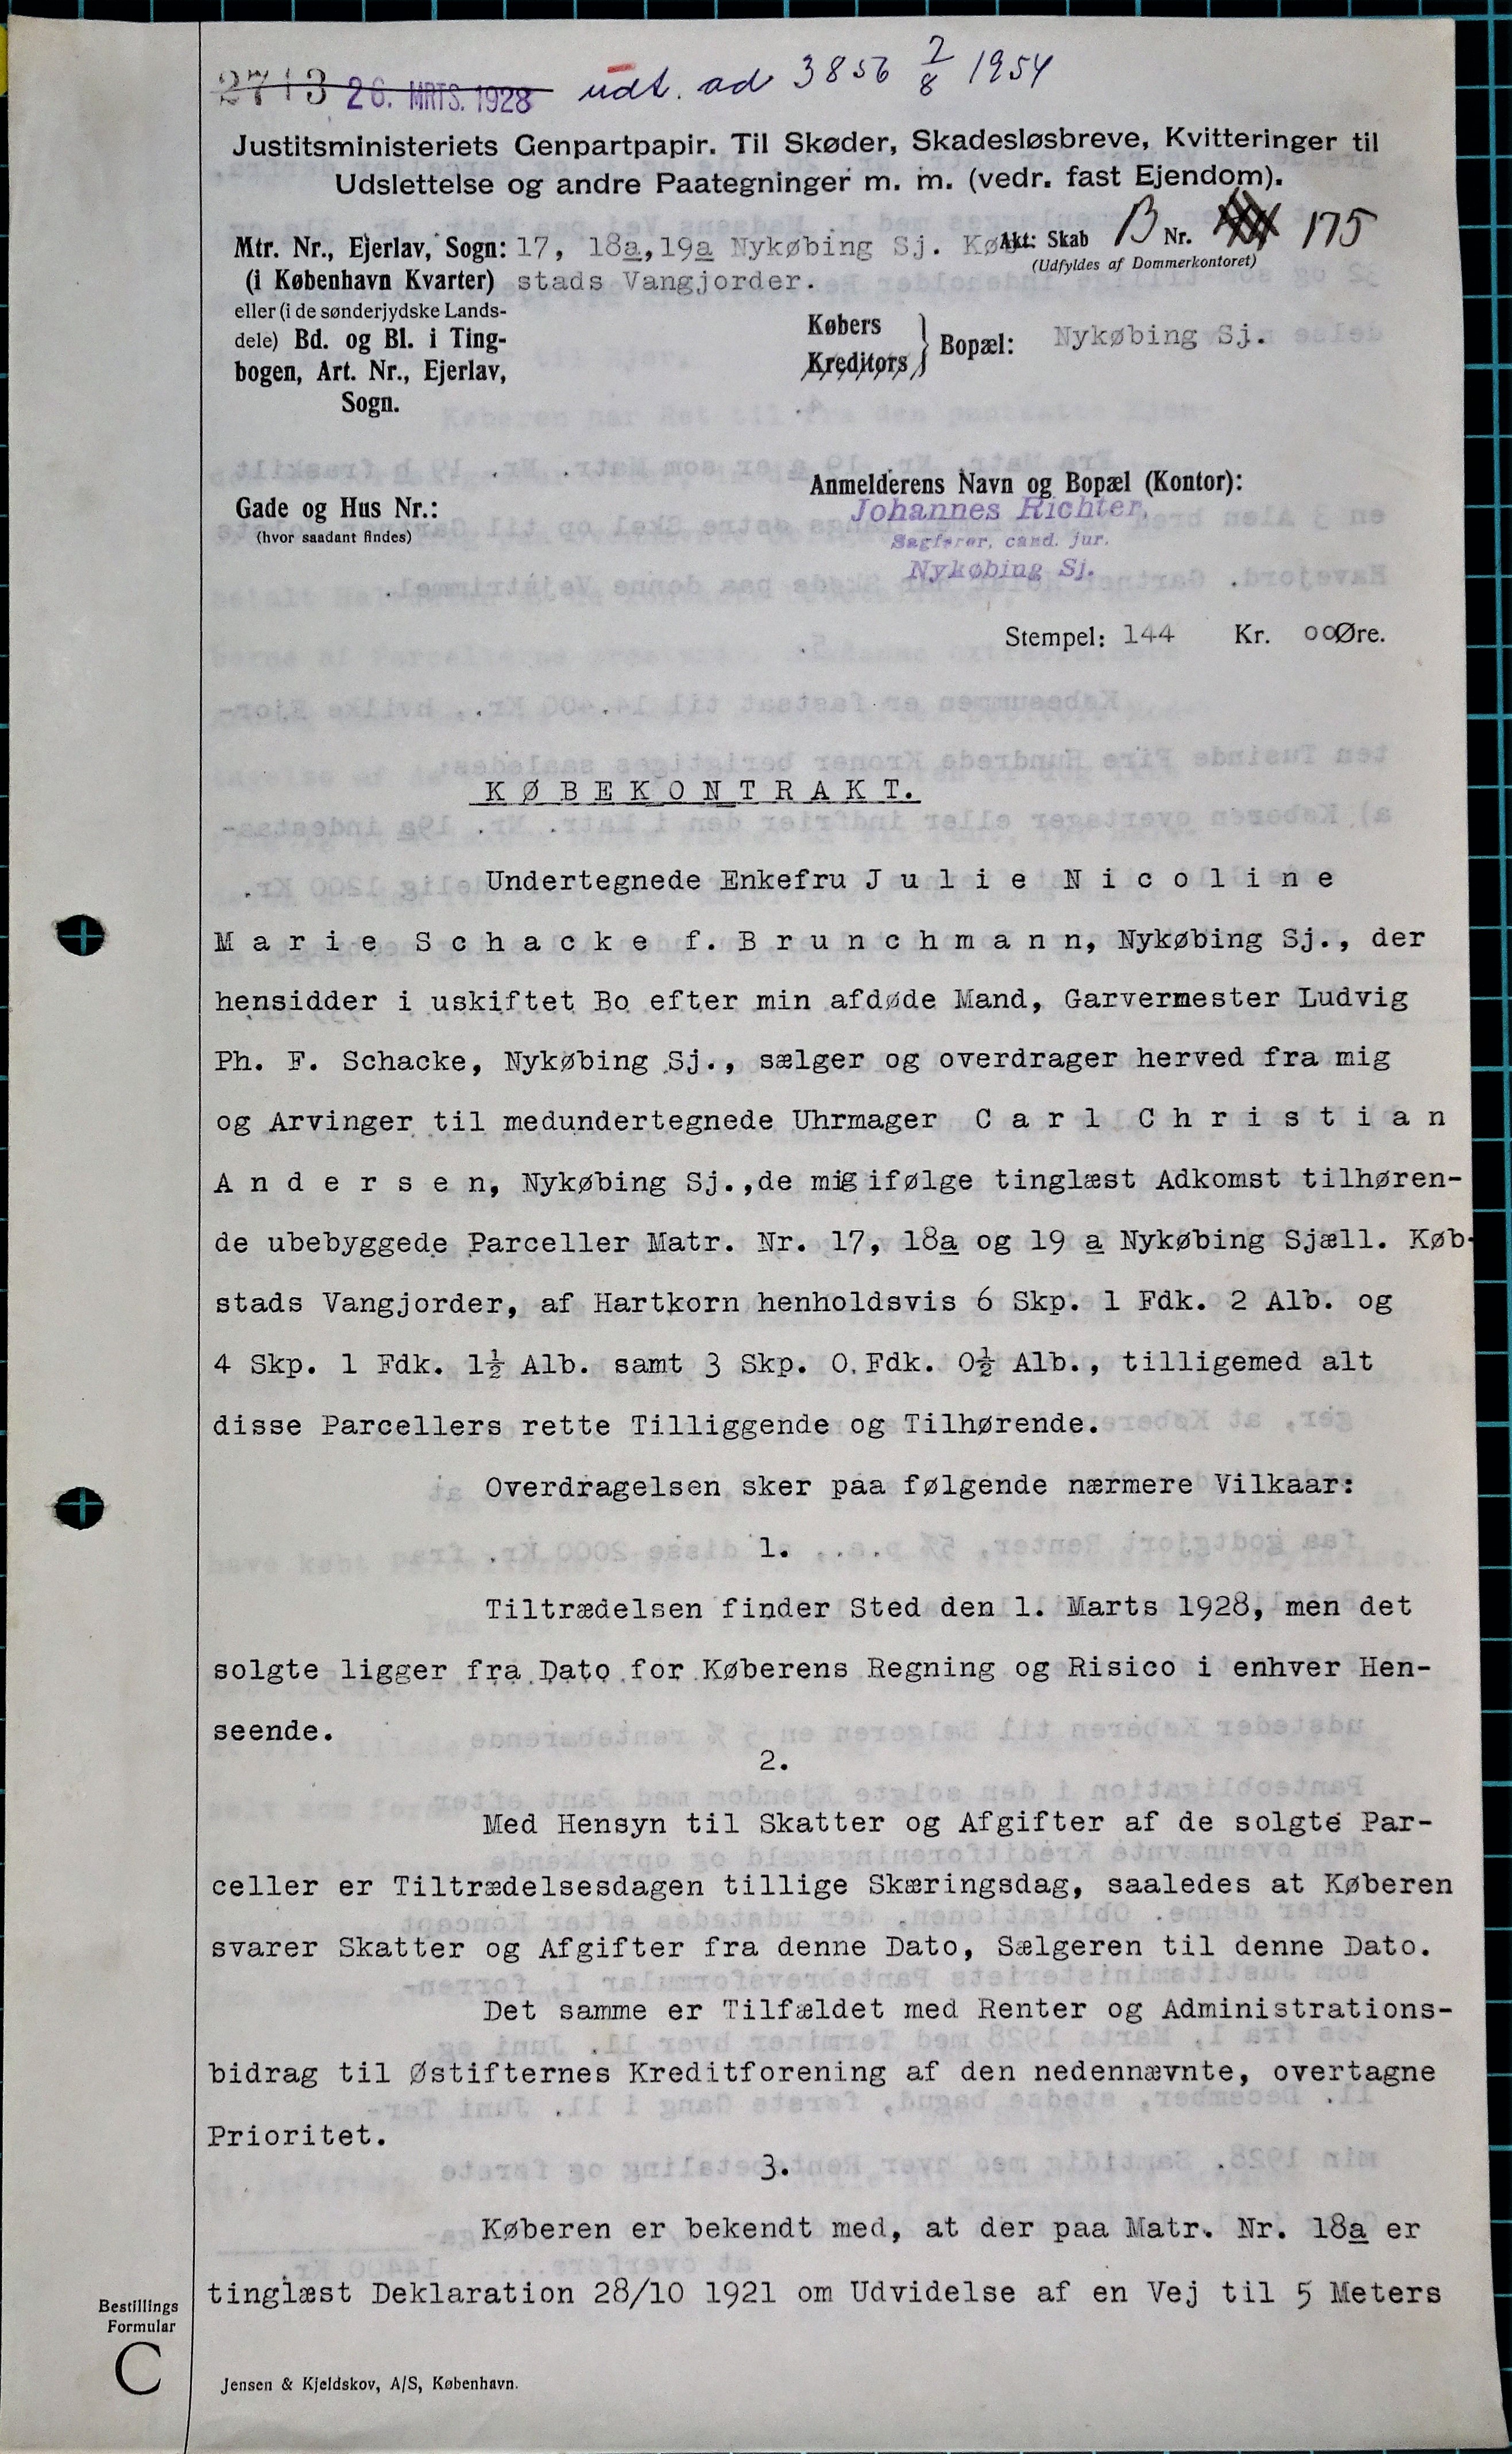 2713 26. MRTS. 1928 udt. ad 3856 2/8 1954
Justitsministeriets Genpartpapir. Til Skøder, Skadesløsbreve, Kvitteringer til
Udslettelse og andre Paategninger m. m. (vedr. fast Ejendom).
Mtr. Nr., Ejerlav, Sogn: 17, 18a, 19a Nykøbing Sj. Køb- Akt: Skab B Nr. 175
(Udfyldes af Dommerkontoret)
(i København Kvarter) stads Vangjorder.
eller (i de sønderjydske Lands-
dele) Bd. og Bl. i Ting-
bogen, Art. Nr., Ejerlav,
Sogn.
Købers
Kreditors } Bopæl: Nykøbing Sj.
Gade og Hus Nr.:
(hvor saadant findes)
Anmelderens Navn og Bopæl (Kontor):
Johannes Richter,
Sagfører, cand. jur.
Nykøbing Sj.
Stempel: 144 Kr. 00 Øre.
K Ø B E K O N T R A K T.
Undertegnede Enkefru J u l i e N i c o l i n e
M a r i e S c h a c k e f. B r u n c h m a n n, Nykøbing Sj., der
hensidder i uskiftet Bo efter min afdøde Mand, Garvermester Ludvig
Ph. F. Schacke, Nykøbing Sj., sælger og overdrager herved fra mig
og Arvinger til medundertegnede Uhrmager C a r l C h r i s t i a n
A n d e r s e n, Nykøbing Sj.,de mig ifølge tinglæst Adkomst tilhøren-
de ubebyggede Parceller Matr. Nr. 17, 18a og 19 a Nykøbing Sjæll. Køb-
stads Vangjorder, af Hartkorn henholdsvis 6 Skp. 1 Fdk. 2 Alb. og
4 Skp. 1 Fdk. 1½ Alb. samt 3 Skp. 0.Fdk. 0½ Alb., tilligemed alt
disse Parcellers rette Tilliggende og Tilhørende.
Overdragelsen sker paa følgende nærmere Vilkaar:
1.
Tiltrædelsen finder Sted den 1. Marts 1928, men det
solgte ligger fra Dato for Køberens Regning og Risico i enhver Hen-
seende.
2.
Med Hensyn til Skatter og Afgifter af de solgte Par-
celler er Tiltrædelsesdagen tillige Skæringsdag, saaledes at Køberen
svarer Skatter og Afgifter fra denne Dato, Sælgeren til denne Dato.
Det samme er Tilfældet med Renter og Administrations-
bidrag til Østifternes Kreditforening af den nedennævnte, overtagne
Prioritet.
3.
Køberen er bekendt med, at der paa Matr. Nr. 18a er
tinglæst Deklaration 28/10 1921 om Udvidelse af en Vej til 5 Meters
Bestillings
Formular
C
Jensen & Kjeldskov, A/S, København.